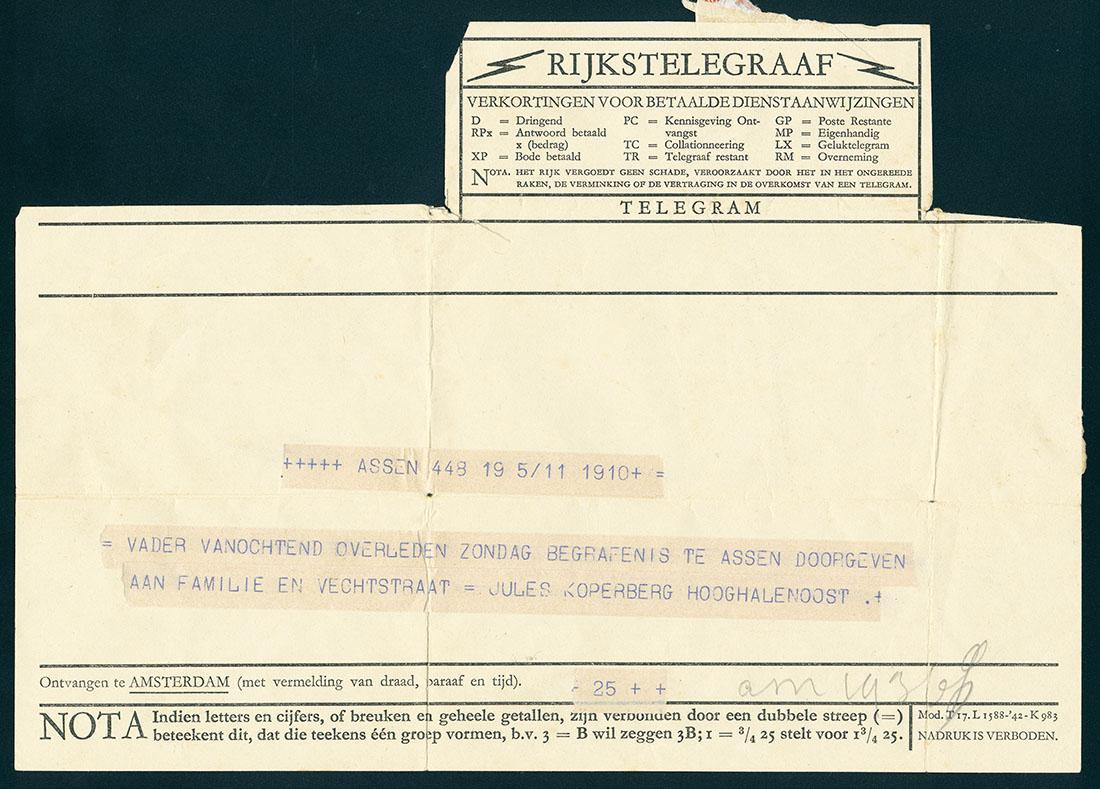 RIJKSTELEGRAAF
VERKORTINGEN VOOR BETAALDE DIENSTAANWIJZINGEN
D = Dringend
RPx = Antwoord betaald
x (bedrag)
XP = Bode betaald
PC = Kennisgeving Ont-
vangst
TC = Collationneering
TR = Telegraaf restant
GP = Poste Restante
MP = Eigenhandig
LX = Geluktelegram
RM = Overneming
NOTA. HET RIJK VERGOEDT GEEN SCHADE, VEROORZAAKT DOOR HET IN HET ONGEREEDE
RAKEN, DE VERMINKING OF DE VERTRAGING IN DE OVERKOMST VAN EEN TELEGRAM.
TELEGRAM
+++++ ASSEN 448 19 5/11 1910+ =
= VADER VANOCHTEND OVERLEDEN ZONDAG BEGRAFENIS TE ASSEN DOORGEVEN
AAN FAMILIE EN VECHTSTRAAT = JULES KOPERBERG HOOGHALENOOST .+
Ontvangen te AMSTERDAM (met vermelding van draad, paraaf en tijd).
- 25 + +
am 1936
NOTA Indien letters en cijfers, of breuken en geheele getallen, zijn verbonden door een dubbele streep (=)
beteekent dit, dat die teekens één groep vormen, b.v. 3 = B wil zeggen 3B; 1 = 3/4 25 stelt voor 1 3/4 25.
Mod. T 17. L 1588-'42 - K 983
NADRUK IS VERBODEN.